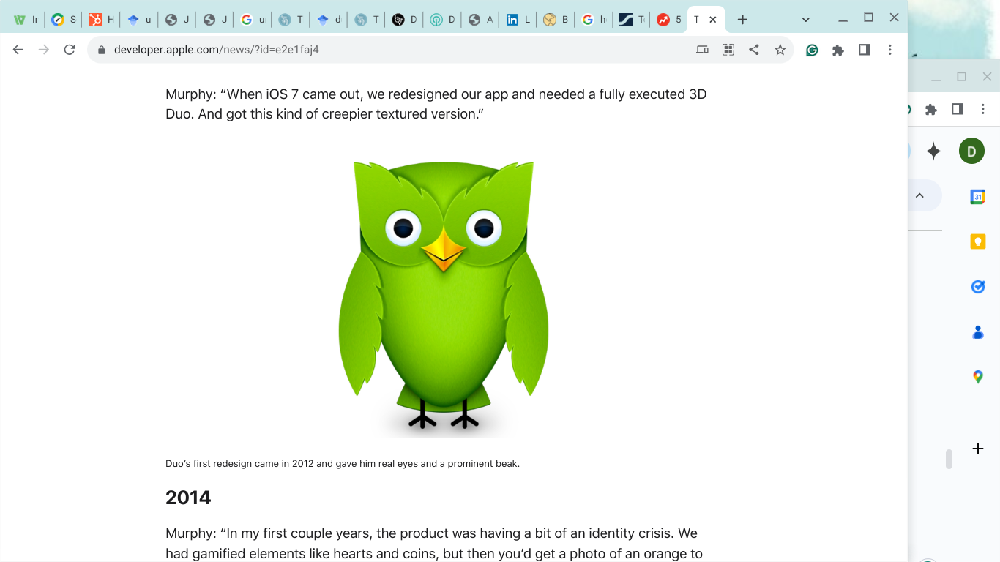 Ir
S
H
u
J
J
u
T
d
T
D
D
A
in L
B
h
T
5
T
developer.apple.com/news/?id=e2e1faj4
Murphy: “When iOS 7 came out, we redesigned our app and needed a fully executed 3D
Duo. And got this kind of creepier textured version.”
D
31
Duo’s first redesign came in 2012 and gave him real eyes and a prominent beak.
2014
Murphy: “In my first couple years, the product was having a bit of an identity crisis. We
had gamified elements like hearts and coins, but then you’d get a photo of an orange to